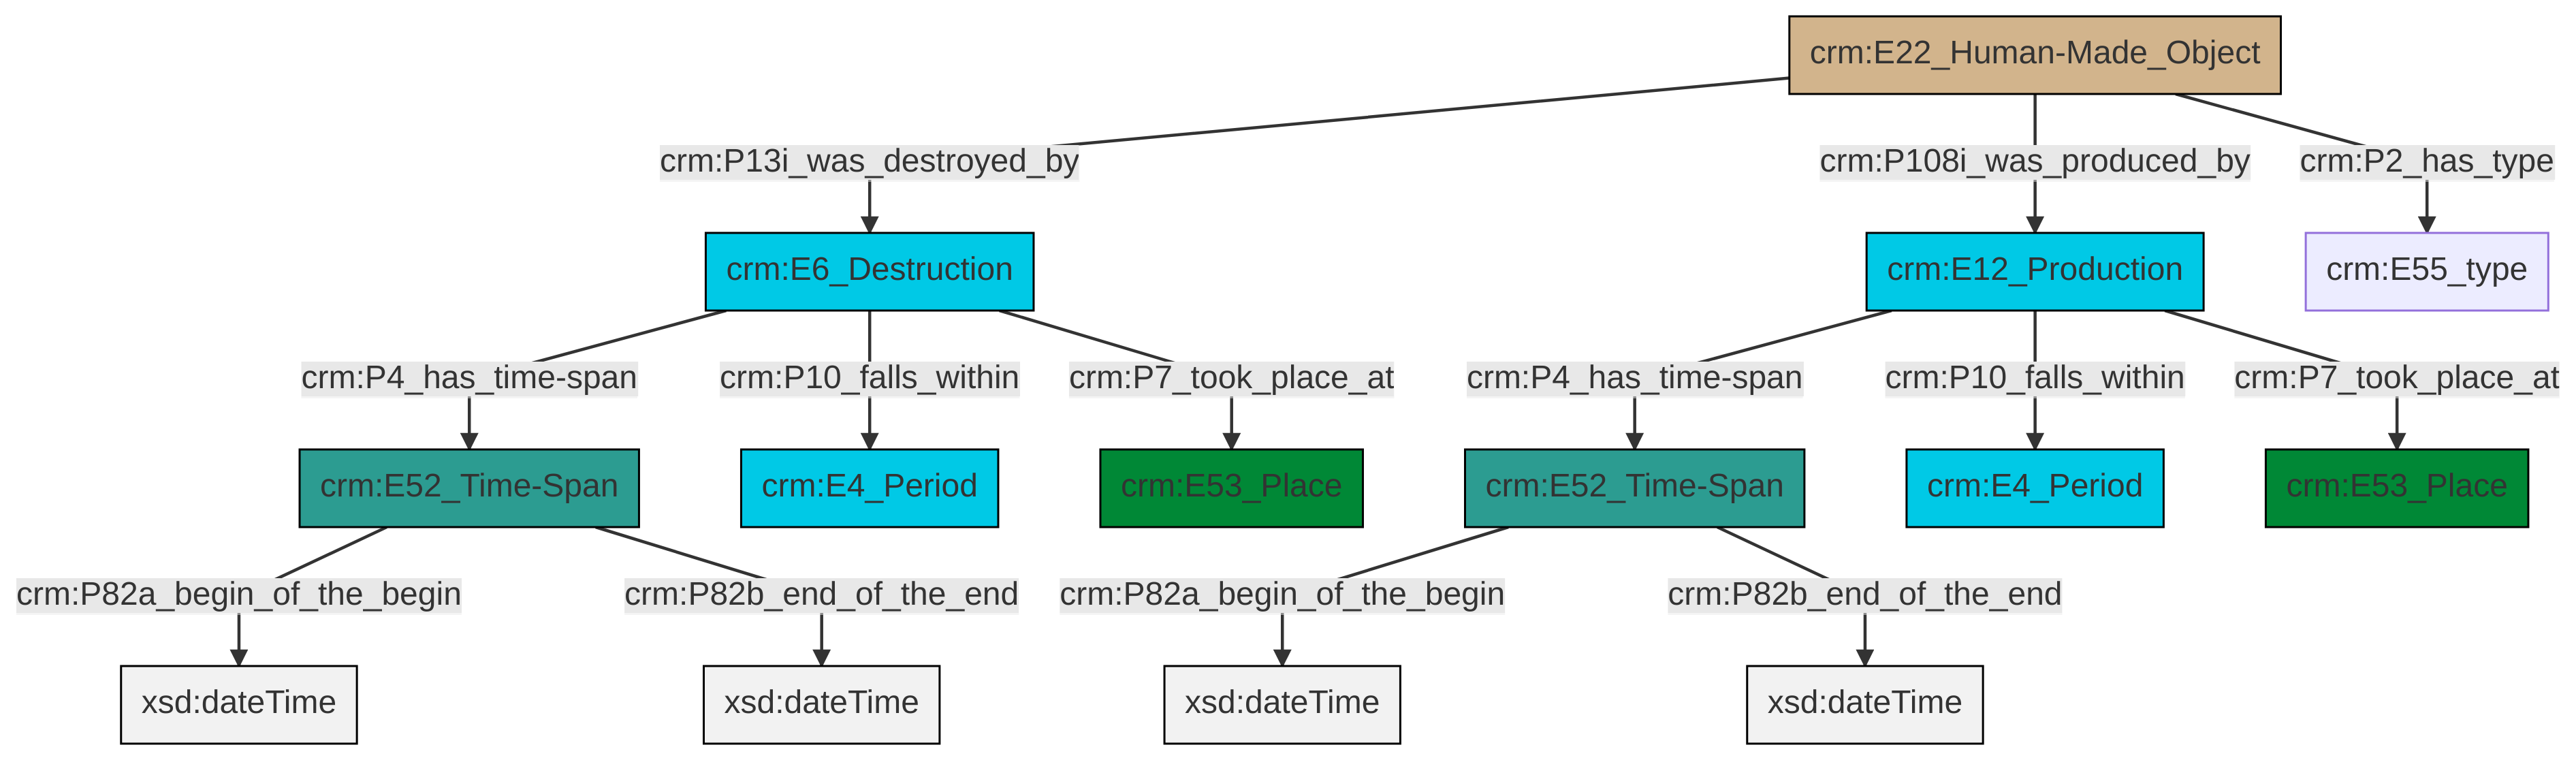 crm:E22_Human-Made_Object
crm:P13i_was_destroyed_by
crm:P108i_was_produced_by
crm:P2_has_type
crm:E6_Destruction
crm:E12_Production
crm:E55_type
crm:P4_has_time-span
crm:P10_falls_within
crm:P7_took_place_at
crm:P4_has_time-span
crm:P10_falls_within
crm:P7_took_place_at
crm:E52_Time-Span
crm:E4_Period
crm:E53_Place
crm:E52_Time-Span
crm:E4_Period
crm:E53_Place
crm:P82a_begin_of_the_begin
crm:P82b_end_of_the_end
crm:P82a_begin_of_the_begin
crm:P82b_end_of_the_end
xsd:dateTime
xsd:dateTime
xsd:dateTime
xsd:dateTime